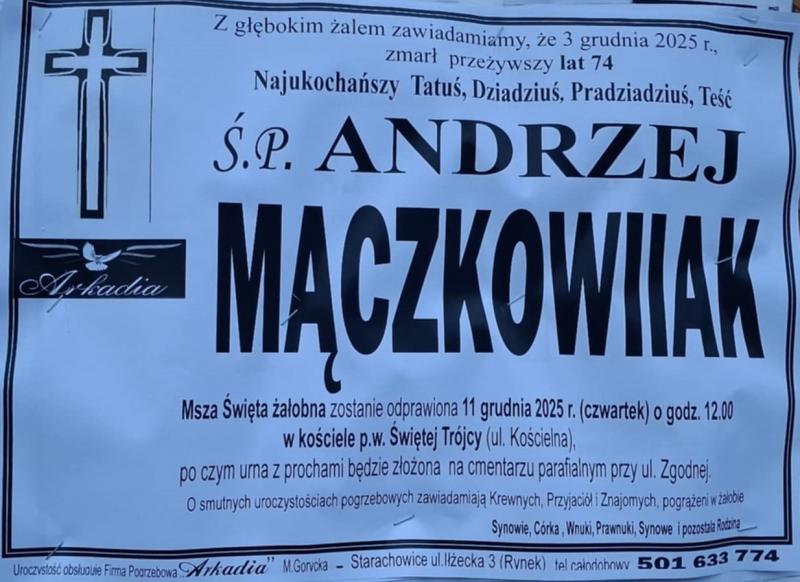 Z głębokim żalem zawiadamiamy, że 3 grudnia 2025 r.,
zmarł przeżywszy lat 74
Najukochańszy Tatuś, Dziadziuś, Pradziadziuś, Teść
Ś.P. ANDRZEJ
MĄCZKOWIIAK
Arkadia
Msza Święta żałobna zostanie odprawiona 11 grudnia 2025 r. (czwartek) o godz. 12.00
w kościele p.w. Świętej Trójcy (ul. Kościelna),
po czym urna z prochami będzie złożona na cmentarzu parafialnym przy ul. Zgodnej.
O smutnych uroczystościach pogrzebowych zawiadamiają Krewnych, Przyjaciół i Znajomych, pogrążeni w żałobie
Synowie, Córka , Wnuki, Prawnuki, Synowe i pozostała Rodzina
Uroczystość obsługuje Firma Pogrzebowa „Arkadia" M.Gorycka – Starachowice ul.Iłżecka 3 (Rynek) tel.całodobowy 501 633 774